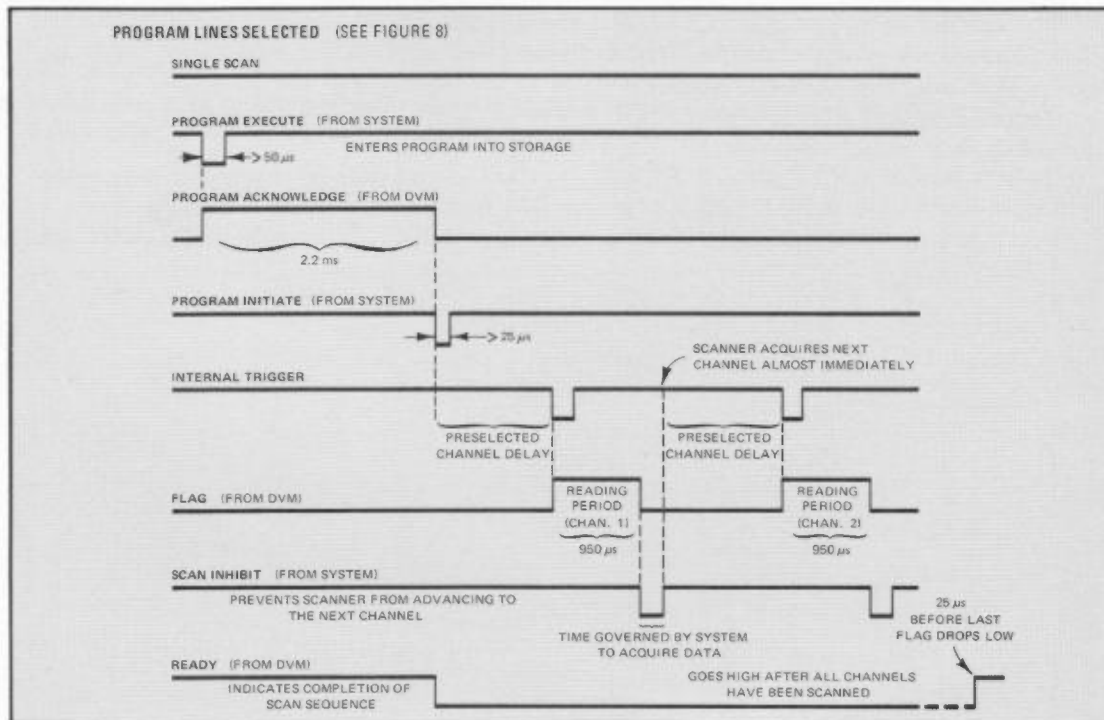 PROGRAM LINES SELECTED (SEE FIGURE 8)
SINGLE SCAN
PROGRAM EXECUTE (FROM SYSTEM)
ENTERS PROGRAM INTO STORAGE
> 50 µs
PROGRAM ACKNOWLEDGE (FROM DVM)
2.2 ms
PROGRAM INITIATE (FROM SYSTEM)
> 25 µs
SCANNER ACQUIRES NEXT
CHANNEL ALMOST IMMEDIATELY
INTERNAL TRIGGER
PRESELECTED
CHANNEL DELAY
PRESELECTED
CHANNEL DELAY
FLAG (FROM DVM)
READING
PERIOD
(CHAN. 1)
950 µs
READING
PERIOD
(CHAN. 2)
950 µs
SCAN INHIBIT (FROM SYSTEM)
PREVENTS SCANNER FROM ADVANCING TO
THE NEXT CHANNEL
TIME GOVERNED BY SYSTEM
TO ACQUIRE DATA
25 µs
BEFORE LAST
FLAG DROPS LOW
READY (FROM DVM)
INDICATES COMPLETION OF
SCAN SEQUENCE
GOES HIGH AFTER ALL CHANNELS
HAVE BEEN SCANNED